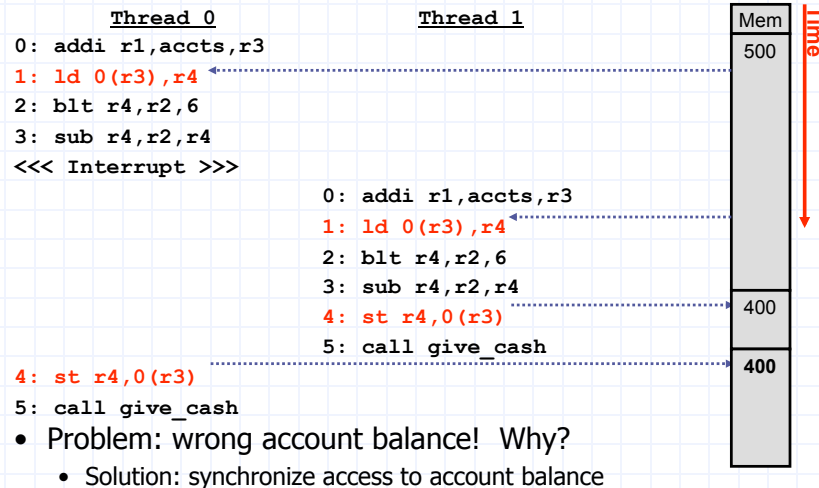 Thread 0 Thread 1 Mem Time
0: addi r1,accts,r3
500
1: ld 0(r3),r4
2: blt r4,r2,6
3: sub r4,r2,r4
<<< Interrupt >>>
0: addi r1,accts,r3
1: ld 0(r3),r4
2: blt r4,r2,6
3: sub r4,r2,r4
4: st r4,0(r3)
400
5: call give_cash
4: st r4,0(r3)
400
5: call give_cash
• Problem: wrong account balance! Why?
• Solution: synchronize access to account balance